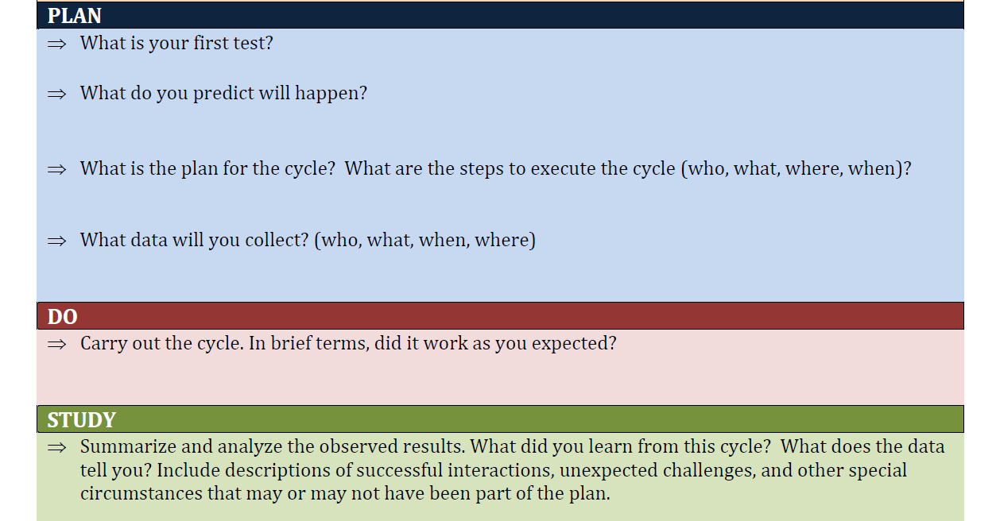 PLAN
⇒ What is your first test?
⇒ What do you predict will happen?
⇒ What is the plan for the cycle?  What are the steps to execute the cycle (who, what, where, when)?
⇒ What data will you collect? (who, what, when, where)
DO
⇒ Carry out the cycle. In brief terms, did it work as you expected?
STUDY
⇒ Summarize and analyze the observed results. What did you learn from this cycle?  What does the data
tell you? Include descriptions of successful interactions, unexpected challenges, and other special
circumstances that may or may not have been part of the plan.